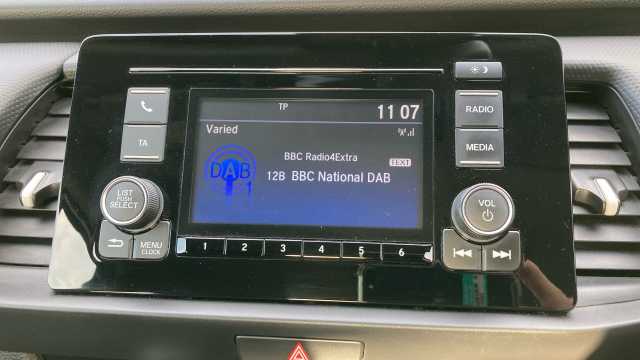 TP
11 07
Varied
BBC Radio4Extra
TEXT
DAB
1
12B BBC National DAB
TA
LIST
PUSH
SELECT
MENU
CLOCK
RADIO
MEDIA
VOL
1 2 3 4 5 6